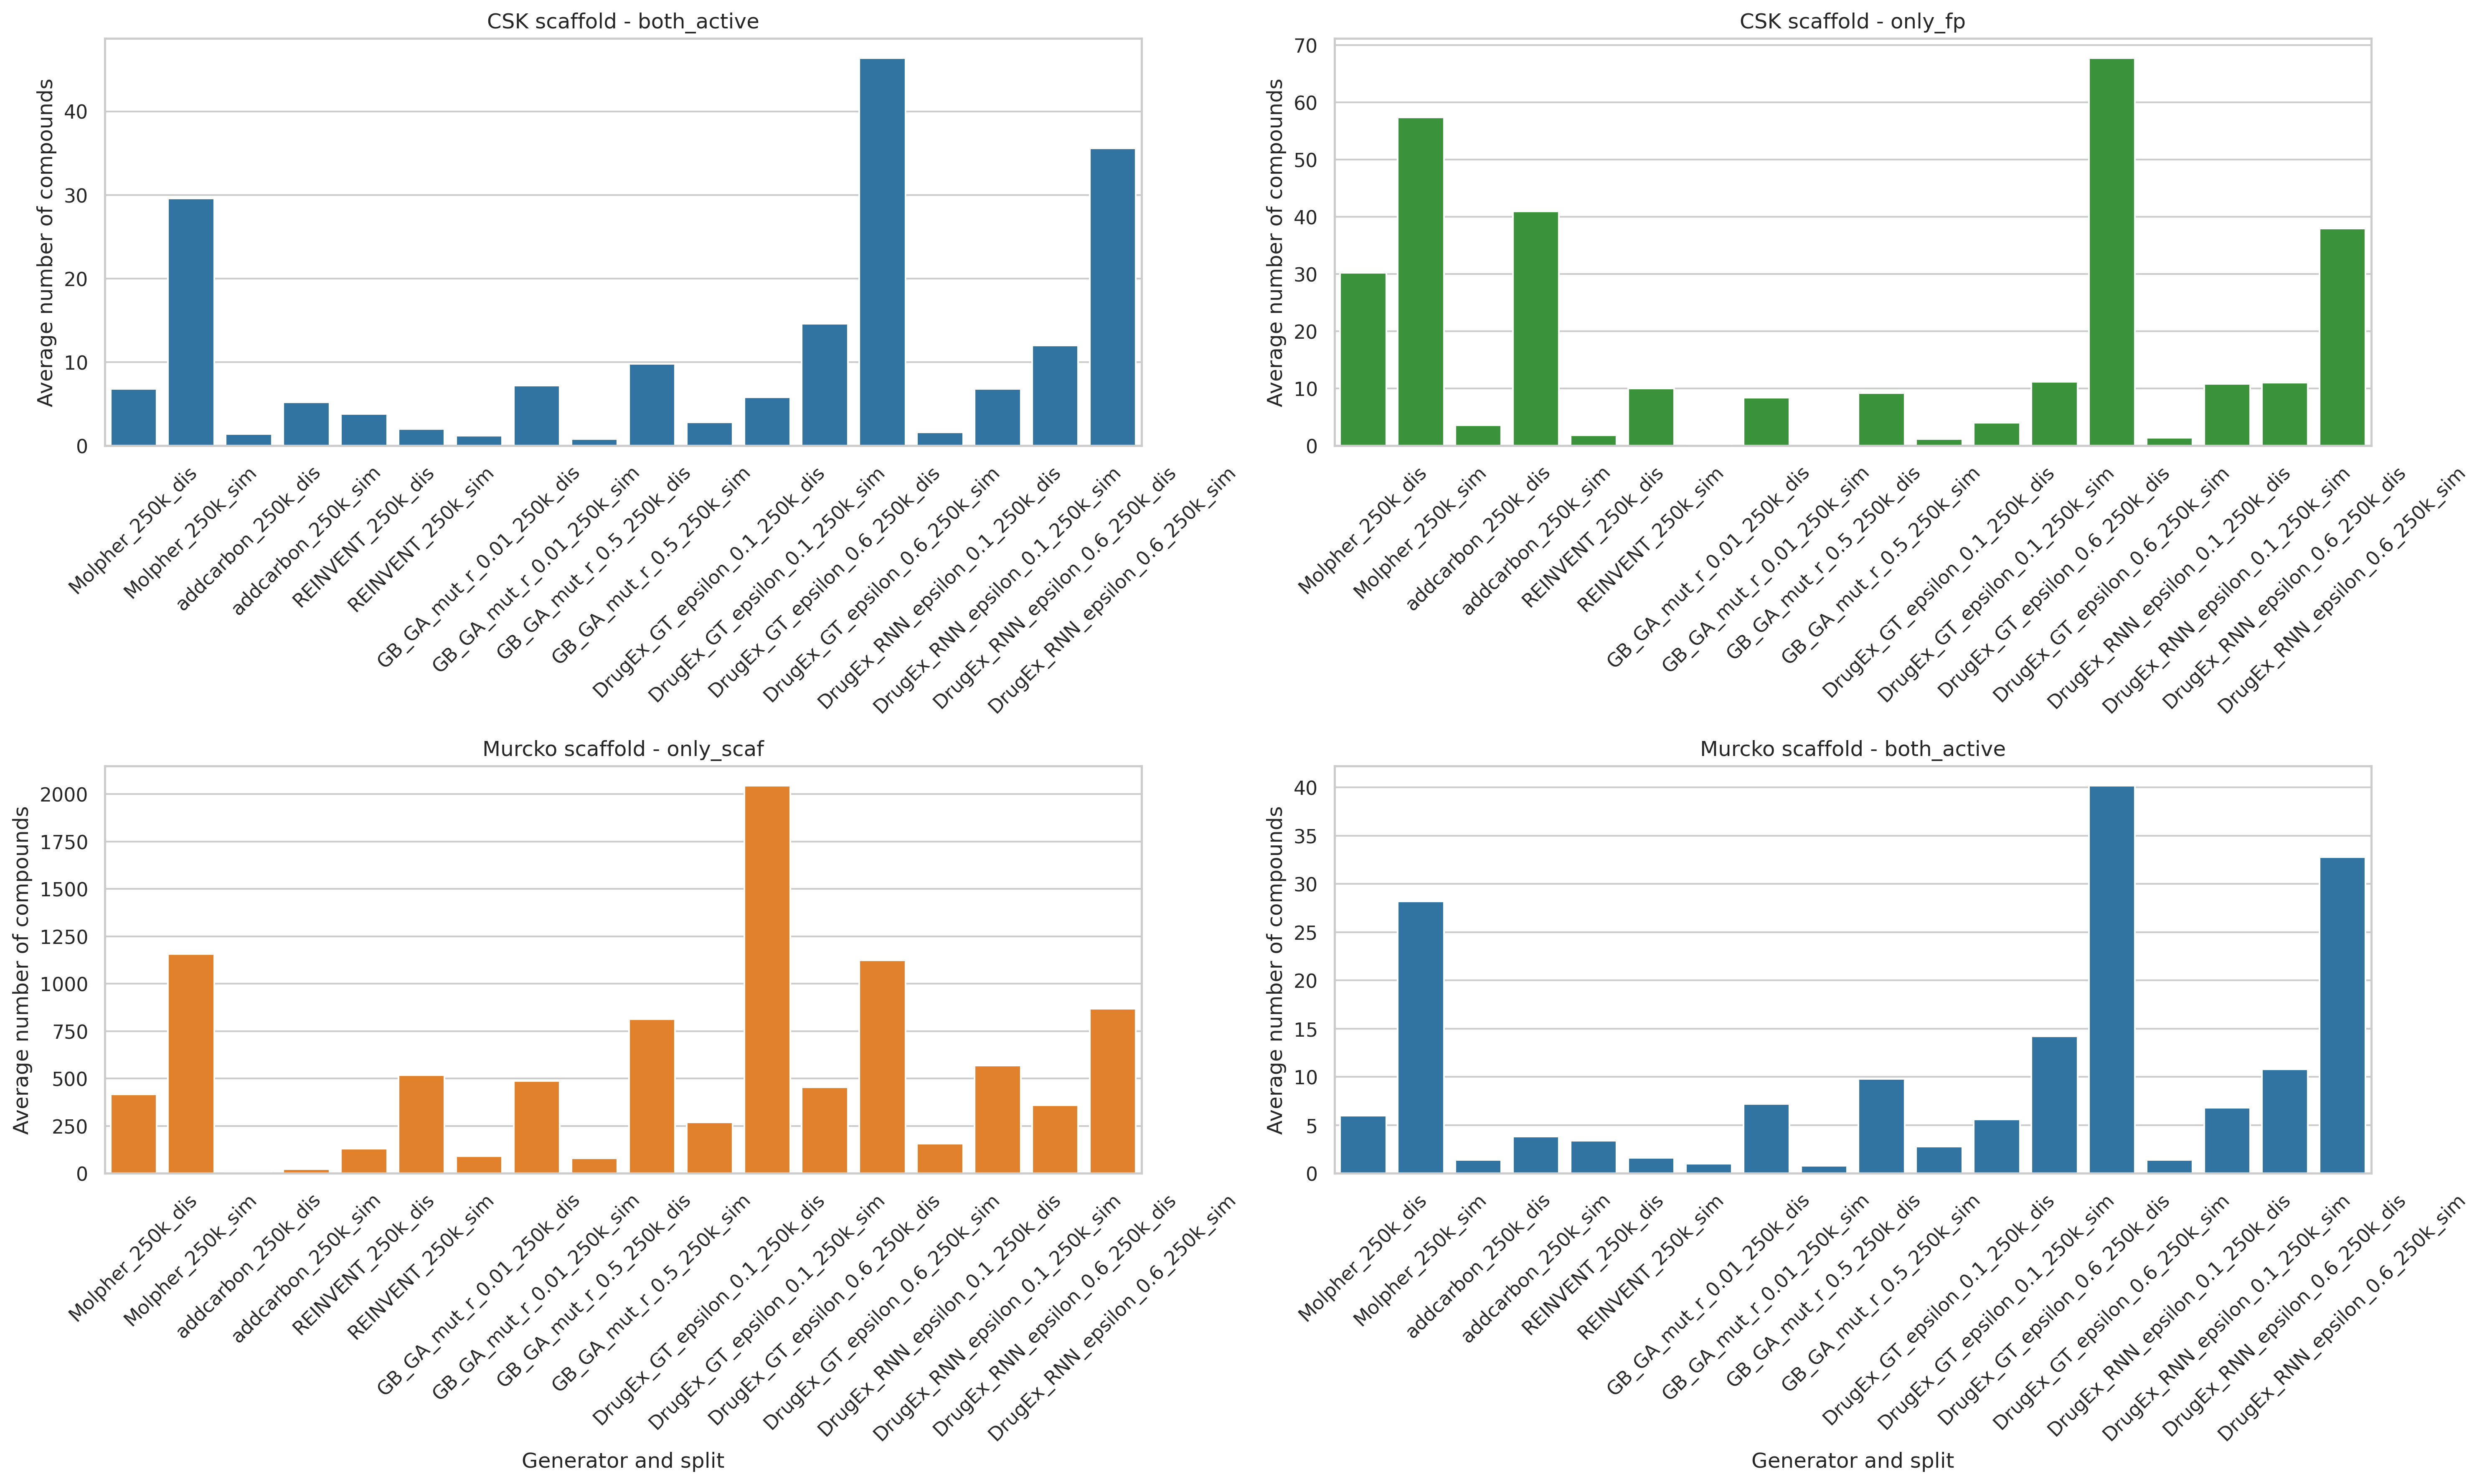 CSK scaffold - both_active
Average number of compounds
40
30
20
10
0
Molpher_250k_dis
Molpher_250k_sim
addcarbon_250k_dis
addcarbon_250k_sim
REINVENT_250k_dis
REINVENT_250k_sim
GB_GA_mut_r_0.01_250k_dis
GB_GA_mut_r_0.01_250k_sim
GB_GA_mut_r_0.5_250k_dis
GB_GA_mut_r_0.5_250k_sim
DrugEx_GT_epsilon_0.1_250k_dis
DrugEx_GT_epsilon_0.1_250k_sim
DrugEx_GT_epsilon_0.6_250k_dis
DrugEx_GT_epsilon_0.6_250k_sim
DrugEx_RNN_epsilon_0.1_250k_dis
DrugEx_RNN_epsilon_0.1_250k_sim
DrugEx_RNN_epsilon_0.6_250k_dis
DrugEx_RNN_epsilon_0.6_250k_sim
CSK scaffold - only_fp
Average number of compounds
70
60
50
40
30
20
10
0
Molpher_250k_dis
Molpher_250k_sim
addcarbon_250k_dis
addcarbon_250k_sim
REINVENT_250k_dis
REINVENT_250k_sim
GB_GA_mut_r_0.01_250k_dis
GB_GA_mut_r_0.01_250k_sim
GB_GA_mut_r_0.5_250k_dis
GB_GA_mut_r_0.5_250k_sim
DrugEx_GT_epsilon_0.1_250k_dis
DrugEx_GT_epsilon_0.1_250k_sim
DrugEx_GT_epsilon_0.6_250k_dis
DrugEx_GT_epsilon_0.6_250k_sim
DrugEx_RNN_epsilon_0.1_250k_dis
DrugEx_RNN_epsilon_0.1_250k_sim
DrugEx_RNN_epsilon_0.6_250k_dis
DrugEx_RNN_epsilon_0.6_250k_sim
Murcko scaffold - only_scaf
Average number of compounds
2000
1750
1500
1250
1000
750
500
250
0
Molpher_250k_dis
Molpher_250k_sim
addcarbon_250k_dis
addcarbon_250k_sim
REINVENT_250k_dis
REINVENT_250k_sim
GB_GA_mut_r_0.01_250k_dis
GB_GA_mut_r_0.01_250k_sim
GB_GA_mut_r_0.5_250k_dis
GB_GA_mut_r_0.5_250k_sim
DrugEx_GT_epsilon_0.1_250k_dis
DrugEx_GT_epsilon_0.1_250k_sim
DrugEx_GT_epsilon_0.6_250k_dis
DrugEx_GT_epsilon_0.6_250k_sim
DrugEx_RNN_epsilon_0.1_250k_dis
DrugEx_RNN_epsilon_0.1_250k_sim
DrugEx_RNN_epsilon_0.6_250k_dis
DrugEx_RNN_epsilon_0.6_250k_sim
Generator and split
Murcko scaffold - both_active
Average number of compounds
40
35
30
25
20
15
10
5
0
Molpher_250k_dis
Molpher_250k_sim
addcarbon_250k_dis
addcarbon_250k_sim
REINVENT_250k_dis
REINVENT_250k_sim
GB_GA_mut_r_0.01_250k_dis
GB_GA_mut_r_0.01_250k_sim
GB_GA_mut_r_0.5_250k_dis
GB_GA_mut_r_0.5_250k_sim
DrugEx_GT_epsilon_0.1_250k_dis
DrugEx_GT_epsilon_0.1_250k_sim
DrugEx_GT_epsilon_0.6_250k_dis
DrugEx_GT_epsilon_0.6_250k_sim
DrugEx_RNN_epsilon_0.1_250k_dis
DrugEx_RNN_epsilon_0.1_250k_sim
DrugEx_RNN_epsilon_0.6_250k_dis
DrugEx_RNN_epsilon_0.6_250k_sim
Generator and split